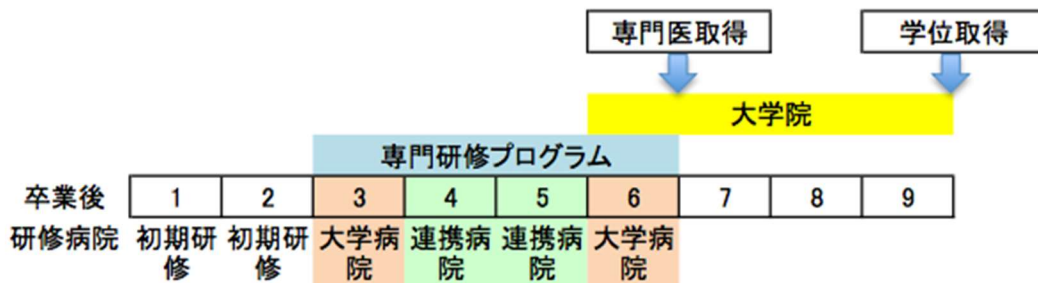 専門医取得 学位取得
大学院
専門研修プログラム
卒業後 1 2 3 4 5 6 7 8 9
研修病院 初期研 初期研 大学病 連携病 連携病 大学病
修 修 院 院 院 院